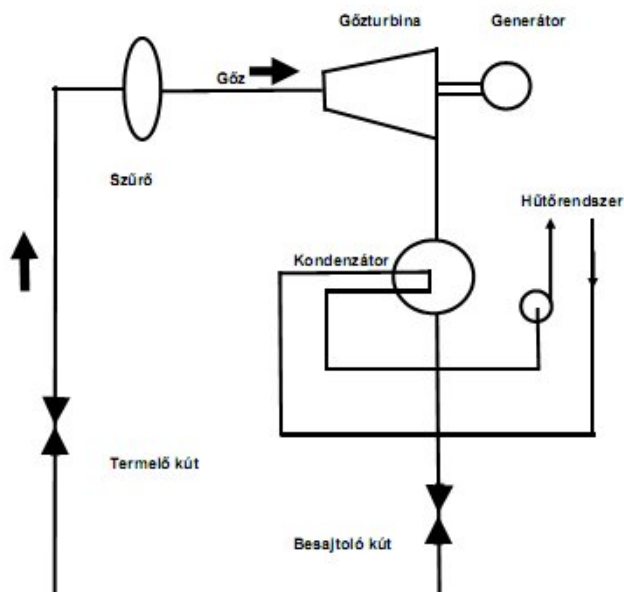 Gőzturbina
Generátor
Gőz
Szűrő
Hűtőrendszer
Kondenzátor
Termelő kút
Besajtoló kút